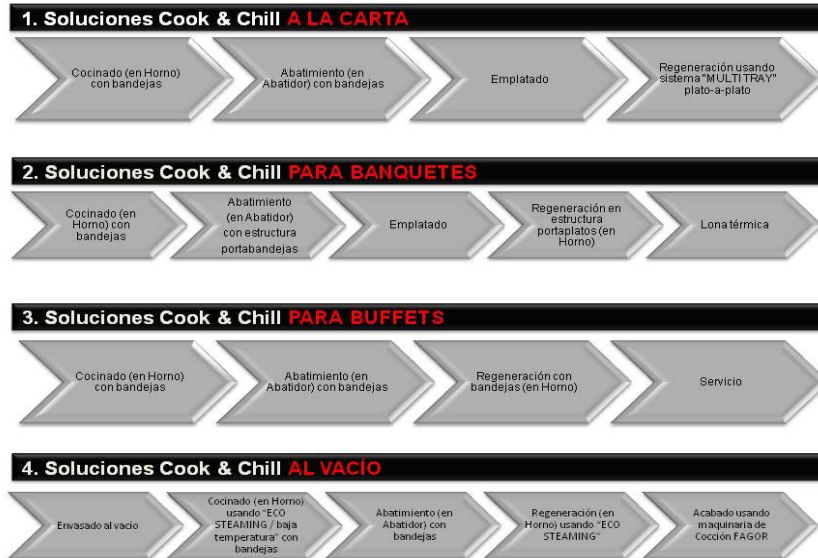 1. Soluciones Cook & Chill A LA CARTA
Cocinado (en Horno)
con bandejas
Abatimiento (en
Abatidor) con bandejas
Emplatado
Regeneración usando
sistema "MULTI TRAY"
plato-a-plato
2. Soluciones Cook & Chill PARA BANQUETES
Cocinado (en
Horno) con
bandejas
Abatimiento
(en Abatidor)
con estructura
portabandejas
Emplatado
Regeneración en
estructura
portaplatos (en
Horno)
Lona térmica
3. Soluciones Cook & Chill PARA BUFFETS
Cocinado (en Horno)
con bandejas
Abatimiento (en
Abatidor) con bandejas
Regeneración con
bandejas (en Horno)
Servicio
4. Soluciones Cook & Chill AL VACÍO
Envasado al vacío
Cocinado (en Horno)
usando "ECO
STEAMING / baja
temperatura" con
bandejas
Abatimiento (en
Abatidor) con
bandejas
Regeneración (en
Horno) usando "ECO
STEAMING"
Acabado usando
maquinaria de
Cocción FAGOR